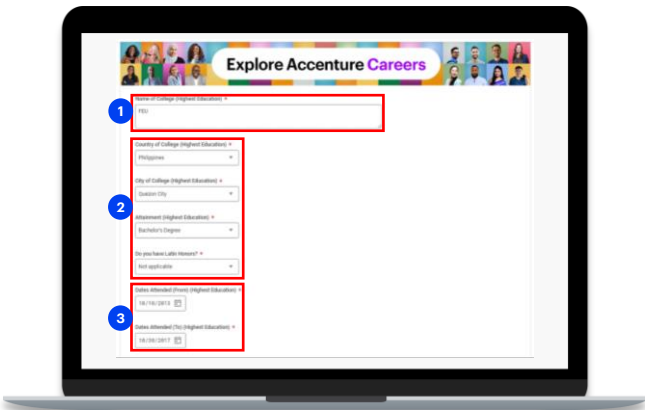 Explore Accenture Careers
1
Name of College (Highest Education) *
FEU
2
Country of College (Highest Education) *
Philippines
City of College (Highest Education) *
Quezon City
Attainment (Highest Education) *
Bachelor's Degree
Do you have Latin Honors? *
Not applicable
3
Dates Attended (From) (Highest Education) *
Dates Attended (To) (Highest Education) *